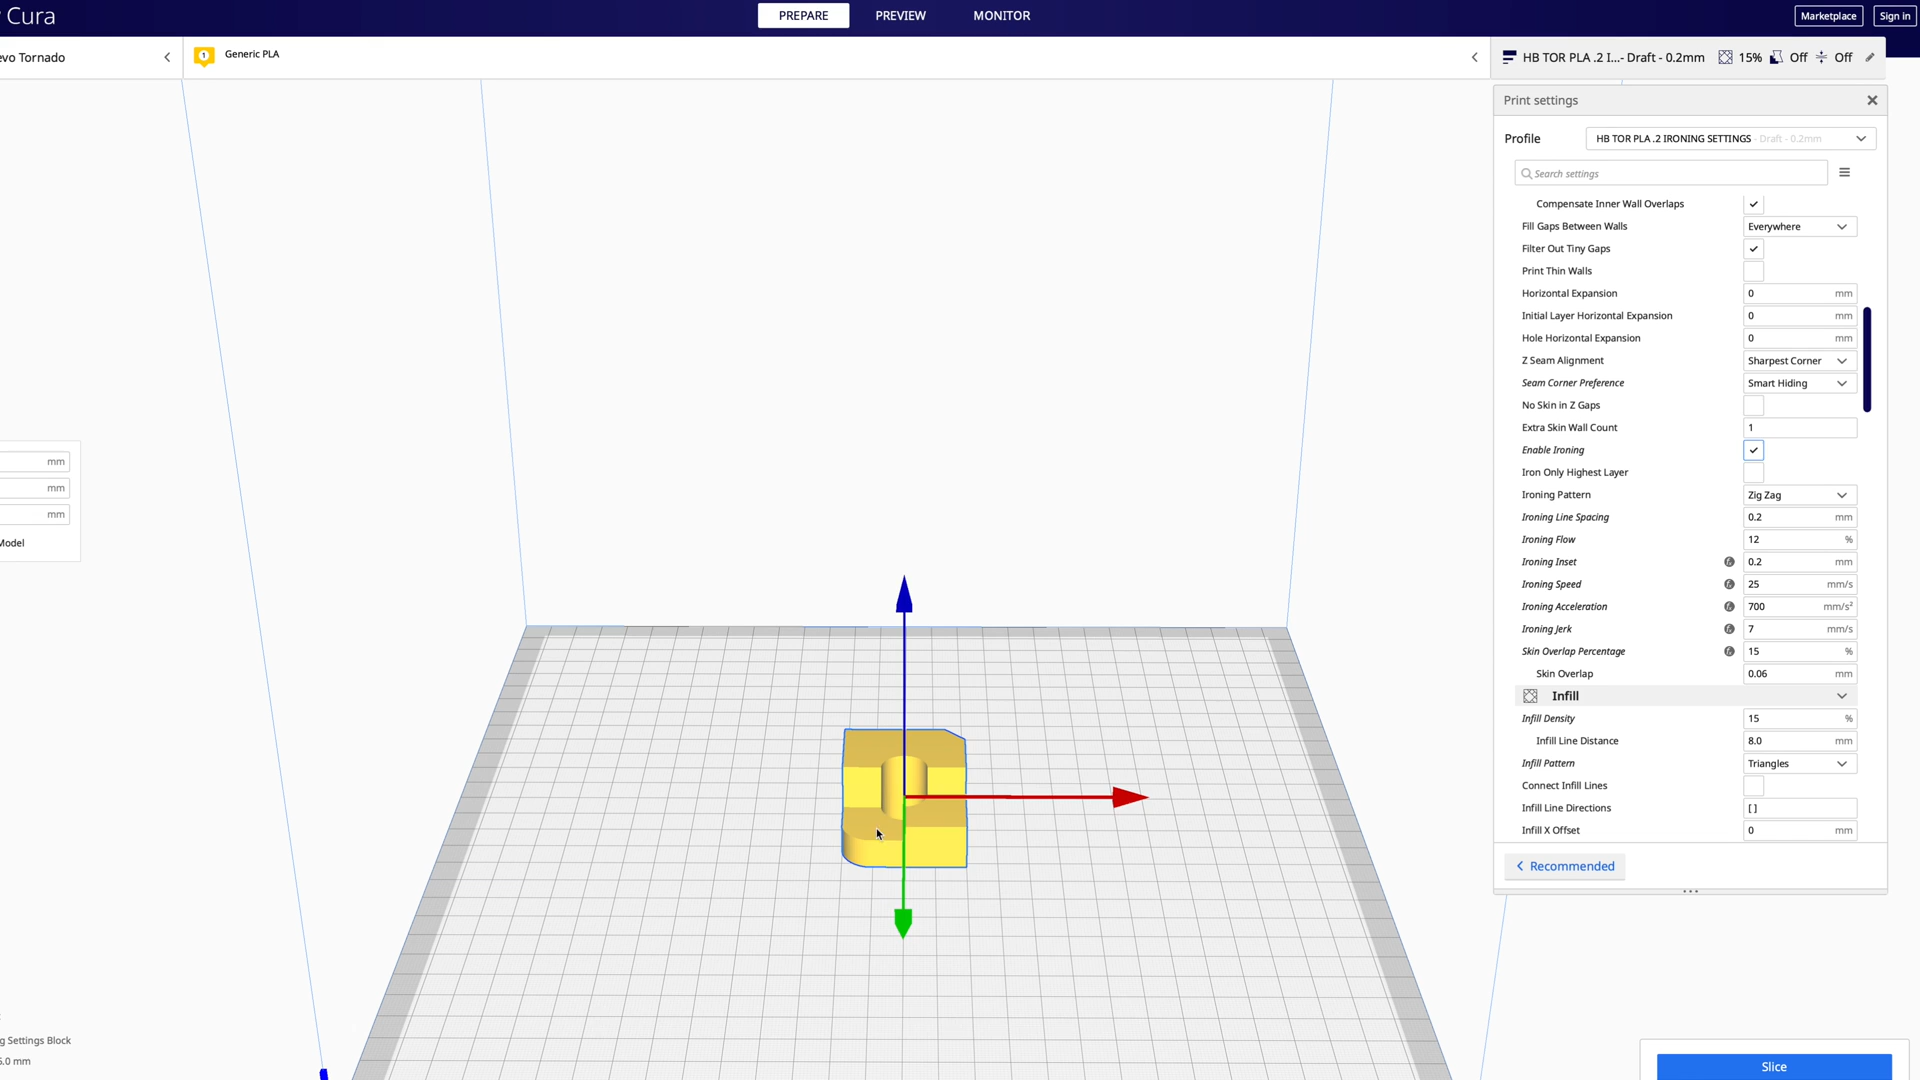 Cura
PREPARE
PREVIEW
MONITOR
Marketplace
Sign in
evo Tornado
1
Generic PLA
HB TOR PLA .2 I...- Draft - 0.2mm
15%
Off
Off
Print settings
Profile
HB TOR PLA .2 IRONING SETTINGS - Draft - 0.2mm
Search settings
Compensate Inner Wall Overlaps
Fill Gaps Between Walls Everywhere
Filter Out Tiny Gaps
Print Thin Walls
Horizontal Expansion 0 mm
Initial Layer Horizontal Expansion 0 mm
Hole Horizontal Expansion 0 mm
Z Seam Alignment Sharpest Corner
Seam Corner Preference Smart Hiding
No Skin in Z Gaps
Extra Skin Wall Count 1
Enable Ironing
Iron Only Highest Layer
Ironing Pattern Zig Zag
Ironing Line Spacing 0.2 mm
Ironing Flow 12 %
Ironing Inset 0.2 mm
Ironing Speed 25 mm/s
Ironing Acceleration 700 mm/s²
Ironing Jerk 7 mm/s
Skin Overlap Percentage 15 %
Skin Overlap 0.06 mm
Infill
Infill Density 15 %
Infill Line Distance 8.0 mm
Infill Pattern Triangles
Connect Infill Lines
Infill Line Directions [ ]
Infill X Offset 0 mm
Recommended
mm
mm
mm
Model
g Settings Block
5.0 mm
Slice